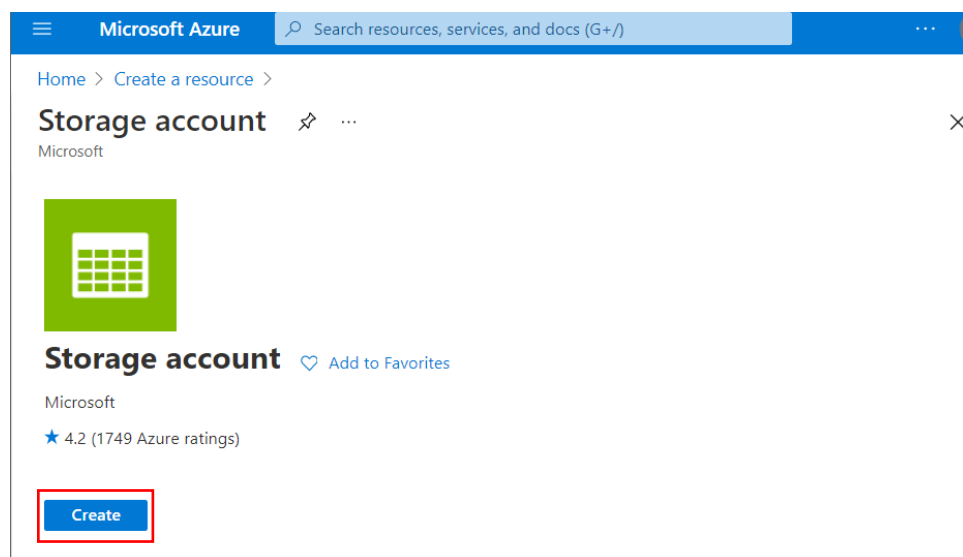 Microsoft Azure Search resources, services, and docs (G+/) ...
Home > Create a resource >
Storage account ...
Microsoft
Storage account Add to Favorites
Microsoft
4.2 (1749 Azure ratings)
Create